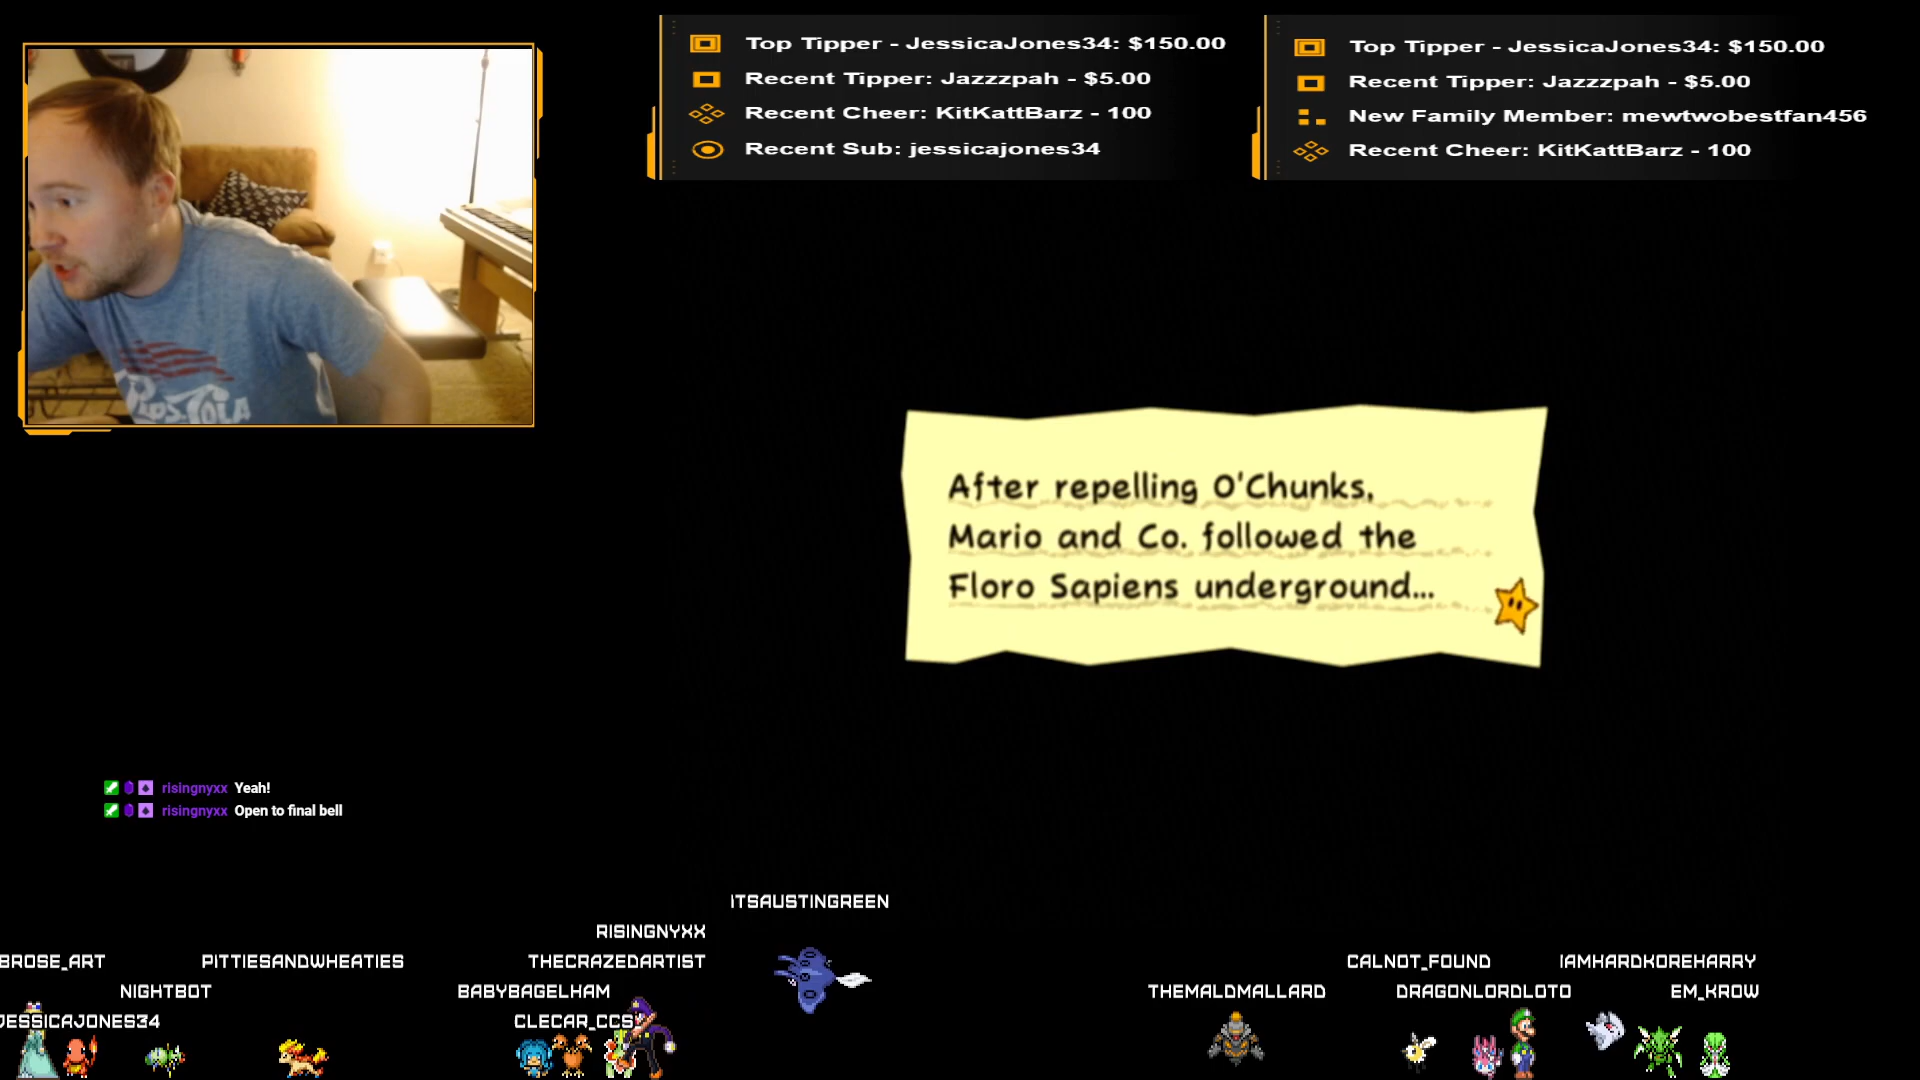 Top Tipper - JessicaJones34: $150.00
Recent Tipper: Jazzzpah - $5.00
Recent Cheer: KitKattBarz - 100
Recent Sub: jessicajones34
Top Tipper - JessicaJones34: $150.00
Recent Tipper: Jazzzpah - $5.00
New Family Member: mewtwobestfan456
Recent Cheer: KitKattBarz - 100
After repelling O'Chunks,
Mario and Co. followed the
Floro Sapiens underground...
risingnyxx Yeah!
risingnyxx Open to final bell
ITSAUSTINGREEN
RISINGNYXX
BROSE_ART
PITTIESANDWHEATIES
THECRAZEDARTIST
CALNOT_FOUND
IAMHARDKOREHARRY
NIGHTBOT
BABYBAGELHAM
THEMALDMALLARD
DRAGONLORDLOTO
EM_KROW
JESSICAJONES34
CLECAR_CCS